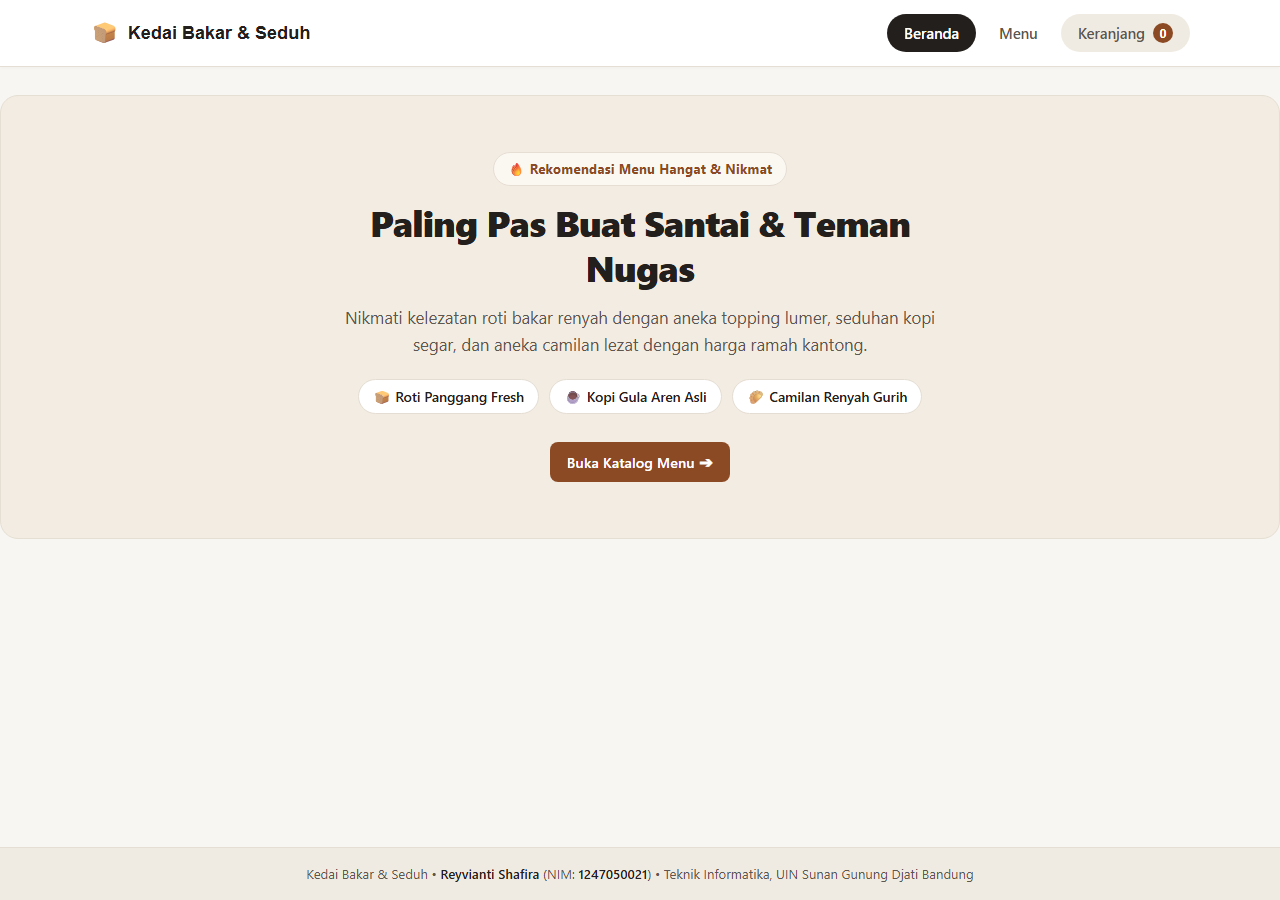 Kedai Bakar & Seduh
Beranda
Menu
Keranjang 0
Rekomendasi Menu Hangat & Nikmat
Paling Pas Buat Santai & Teman
Nugas
Nikmati kelezatan roti bakar renyah dengan aneka topping lumer, seduhan kopi
segar, dan aneka camilan lezat dengan harga ramah kantong.
Roti Panggang Fresh
Kopi Gula Aren Asli
Camilan Renyah Gurih
Buka Katalog Menu ➔
Kedai Bakar & Seduh • Reyvianti Shafira (NIM: 1247050021) • Teknik Informatika, UIN Sunan Gunung Djati Bandung